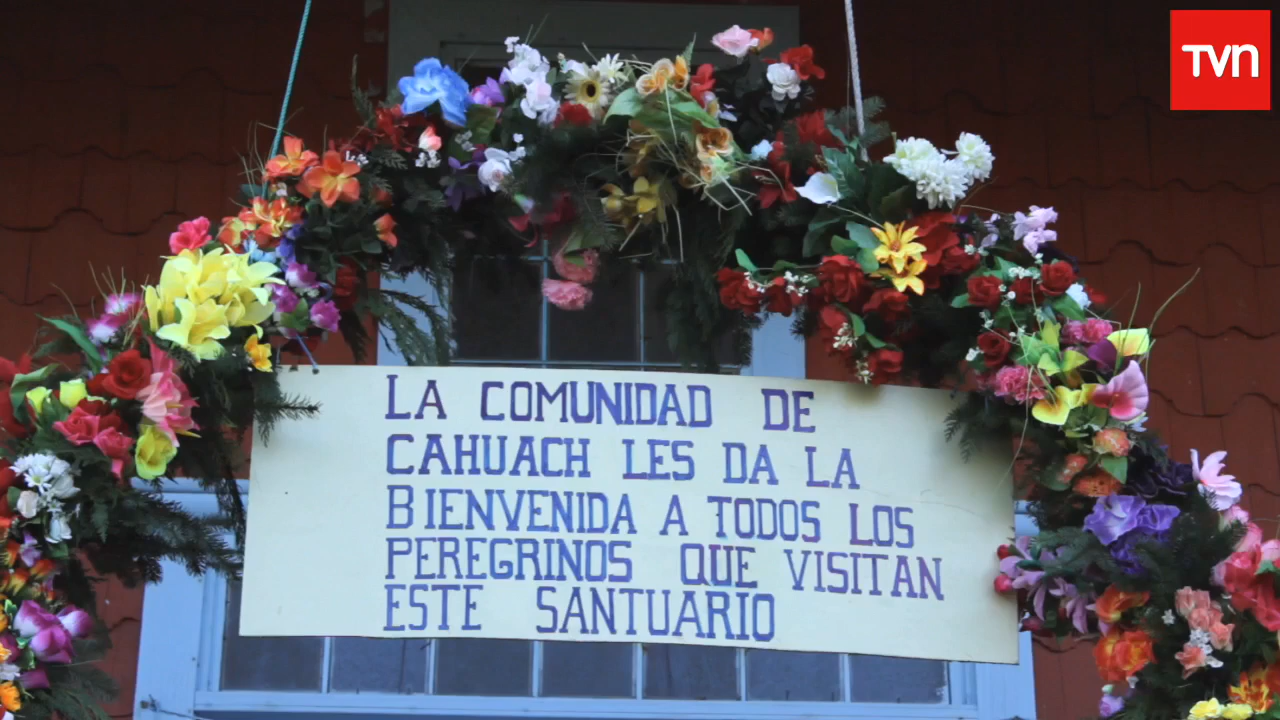 TVN
LA COMUNIDAD DE
CAHUACH LES DA LA
BIENVENIDA A TODOS LOS
PEREGRINOS QUE VISITAN
ESTE SANTUARIO